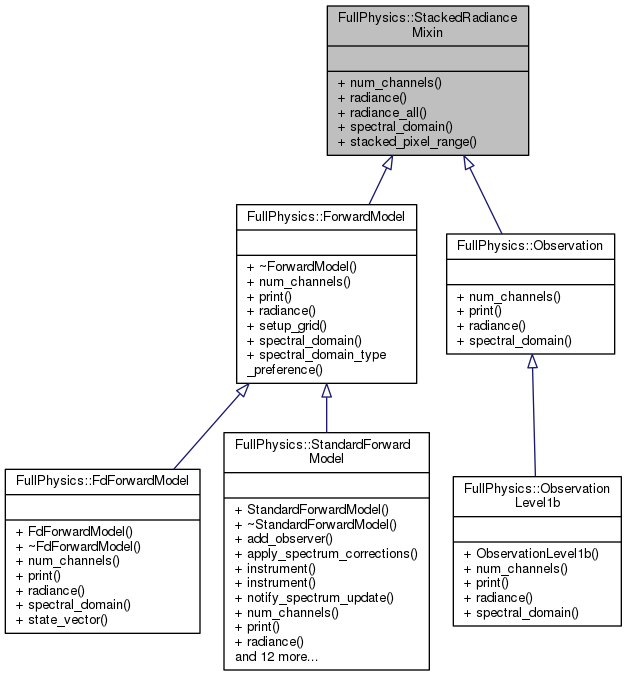 FullPhysics::StackedRadiance
Mixin
+ num_channels()
+ radiance()
+ radiance_all()
+ spectral_domain()
+ stacked_pixel_range()
FullPhysics::ForwardModel
+ ~ForwardModel()
+ num_channels()
+ print()
+ radiance()
+ setup_grid()
+ spectral_domain()
+ spectral_domain_type
_preference()
FullPhysics::Observation
+ num_channels()
+ print()
+ radiance()
+ spectral_domain()
FullPhysics::FdForwardModel
+ FdForwardModel()
+ ~FdForwardModel()
+ num_channels()
+ print()
+ radiance()
+ spectral_domain()
+ state_vector()
FullPhysics::StandardForward
Model
+ StandardForwardModel()
+ ~StandardForwardModel()
+ add_observer()
+ apply_spectrum_corrections()
+ instrument()
+ instrument()
+ notify_spectrum_update()
+ num_channels()
+ print()
+ radiance()
and 12 more...
FullPhysics::Observation
Level1b
+ ObservationLevel1b()
+ num_channels()
+ print()
+ radiance()
+ spectral_domain()